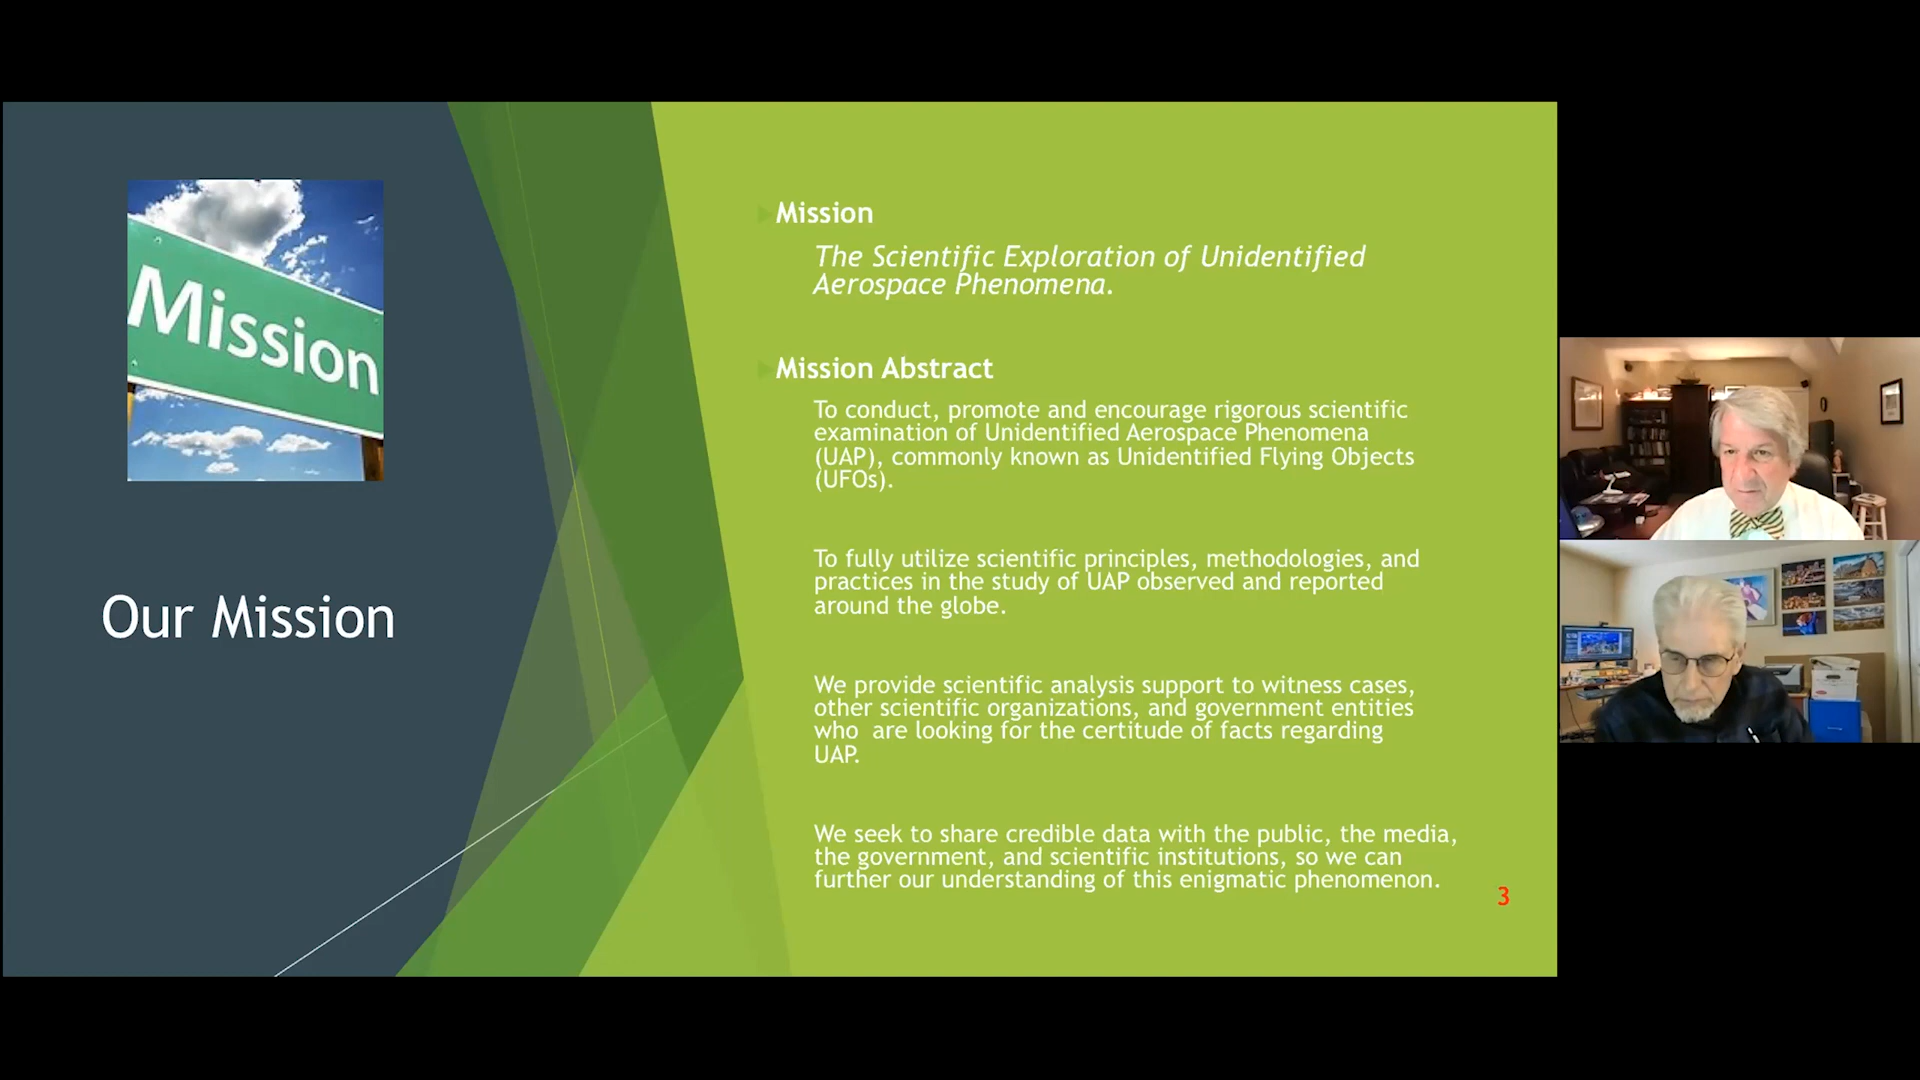 Mission
Our Mission
Mission
The Scientific Exploration of Unidentified
Aerospace Phenomena.
Mission Abstract
To conduct, promote and encourage rigorous scientific
examination of Unidentified Aerospace Phenomena
(UAP), commonly known as Unidentified Flying Objects
(UFOs).
To fully utilize scientific principles, methodologies, and
practices in the study of UAP observed and reported
around the globe.
We provide scientific analysis support to witness cases,
other scientific organizations, and government entities
who  are looking for the certitude of facts regarding
UAP.
We seek to share credible data with the public, the media,
the government, and scientific institutions, so we can
further our understanding of this enigmatic phenomenon.
3